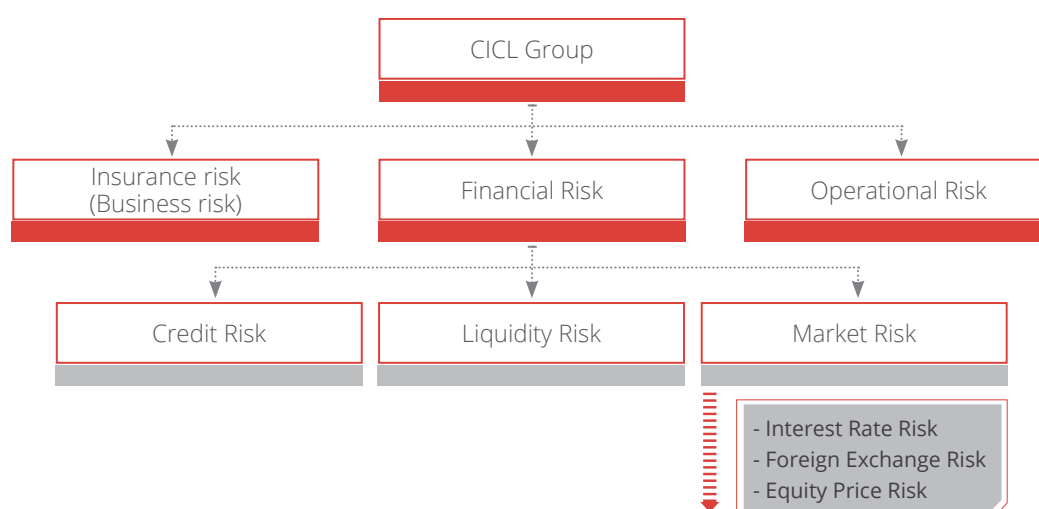 CICL Group
Insurance risk
(Business risk)
Financial Risk
Operational Risk
Credit Risk
Liquidity Risk
Market Risk
- Interest Rate Risk
- Foreign Exchange Risk
- Equity Price Risk